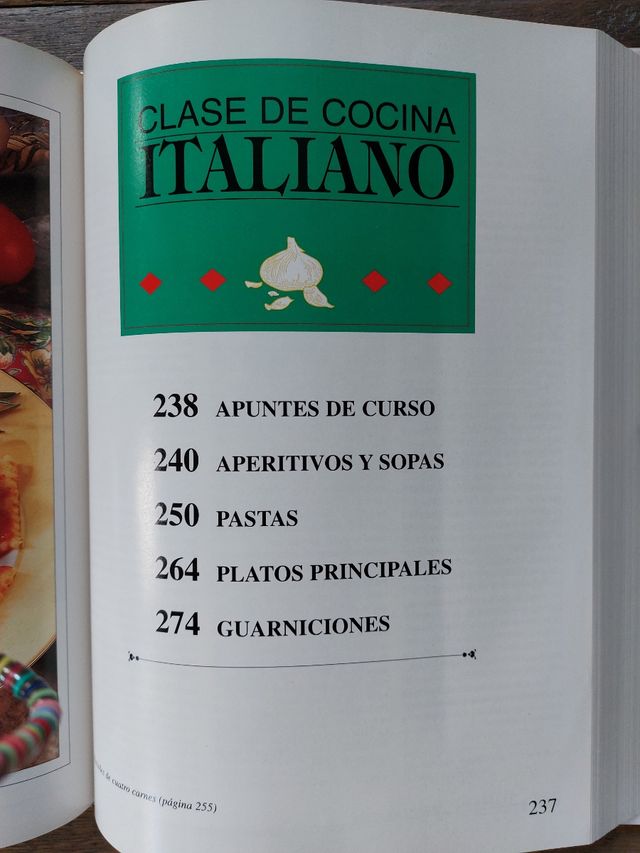 CLASE DE COCINA
ITALIANO
238 APUNTES DE CURSO
240 APERITIVOS Y SOPAS
250 PASTAS
264 PLATOS PRINCIPALES
274 GUARNICIONES
de cuatro carnes (página 255)
237